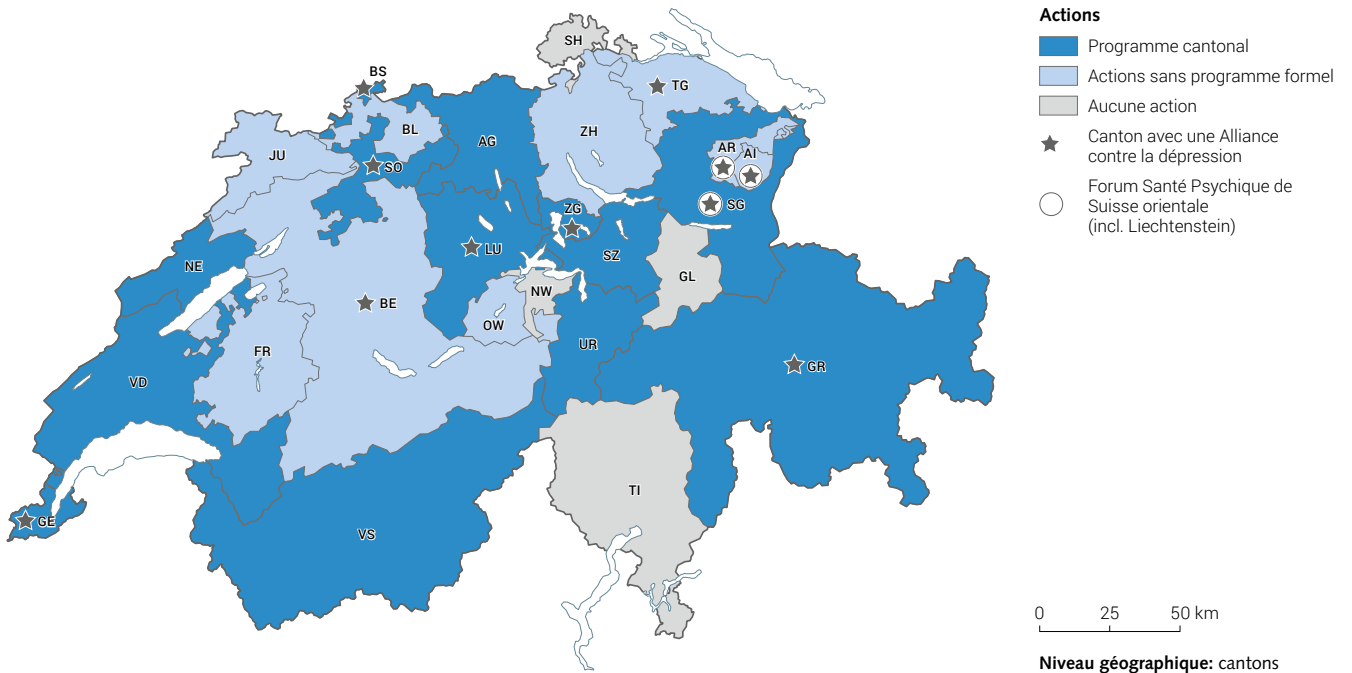 Actions
Programme cantonal
Actions sans programme formel
Aucune action
Canton avec une Alliance
contre la dépression
Forum Santé Psychique de
Suisse orientale
(incl. Liechtenstein)
SH
BS
TG
BL
ZH
AG
JU
AR
AI
SO
SG
ZG
LU
SZ
NE
GL
NW
BE
OW
UR
FR
VD
GR
TI
GE
VS
0 25 50 km
Niveau géographique: cantons